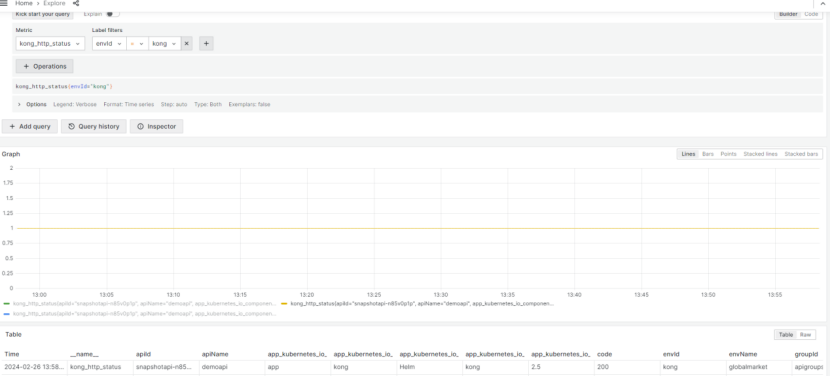 Home > Explore
Kick start your query Explain Builder Code
Metric Label filters
kong_http_status envId = kong × +
+ Operations
kong_http_status{envId="kong"}
> Options Legend: Verbose Format: Time series Step: auto Type: Both Exemplars: false
+ Add query Query history Inspector
Graph Lines Bars Points Stacked lines Stacked bars
2
1.75
1.5
1.25
1
0.75
0.5
0.25
0
13:00 13:05 13:10 13:15 13:20 13:25 13:30 13:35 13:40 13:45 13:50 13:55
kong_http_status{apiId="snapshotapi-n85v0p1p", apiName="demoapi", app_kubernetes_io_componen... kong_http_status{apiId="snapshotapi-n85v0p1p", apiName="demoapi", app_kubernetes_io_componen...
kong_http_status{apiId="snapshotapi-n85v0p1p", apiName="demoapi", app_kubernetes_io_componen...
Table Table Raw
Time __name__ apiId apiName app_kubernetes_io_ app_kubernetes_io_ app_kubernetes_io_ app_kubernetes_io_ app_kubernetes_io_ code envId envName groupId
2024-02-26 13:58... kong_http_status snapshotapi-n85... demoapi app kong Helm kong 2.5 200 kong globalmarket apigroups